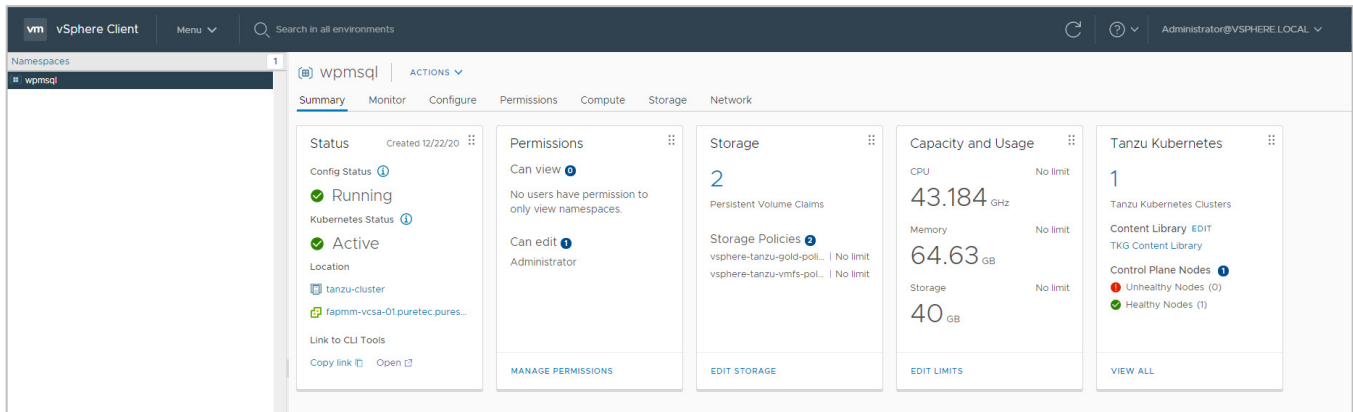 vm vSphere Client Menu Search in all environments Administrator@VSPHERE.LOCAL
Namespaces 1
wpmsql
wpmsql ACTIONS
Summary Monitor Configure Permissions Compute Storage Network
Status Created 12/22/20
Config Status
Running
Kubernetes Status
Active
Location
tanzu-cluster
fapmm-vcsa-01.puretec.pures...
Link to CLI Tools
Copy link Open
Permissions
Can view 0
No users have permission to
only view namespaces.
Can edit 1
Administrator
MANAGE PERMISSIONS
Storage
2
Persistent Volume Claims
Storage Policies 2
vsphere-tanzu-gold-poli... | No limit
vsphere-tanzu-vmfs-pol... | No limit
EDIT STORAGE
Capacity and Usage
CPU No limit
43.184 GHz
Memory No limit
64.63 GB
Storage No limit
40 GB
EDIT LIMITS
Tanzu Kubernetes
1
Tanzu Kubernetes Clusters
Content Library EDIT
TKG Content Library
Control Plane Nodes 1
Unhealthy Nodes (0)
Healthy Nodes (1)
VIEW ALL